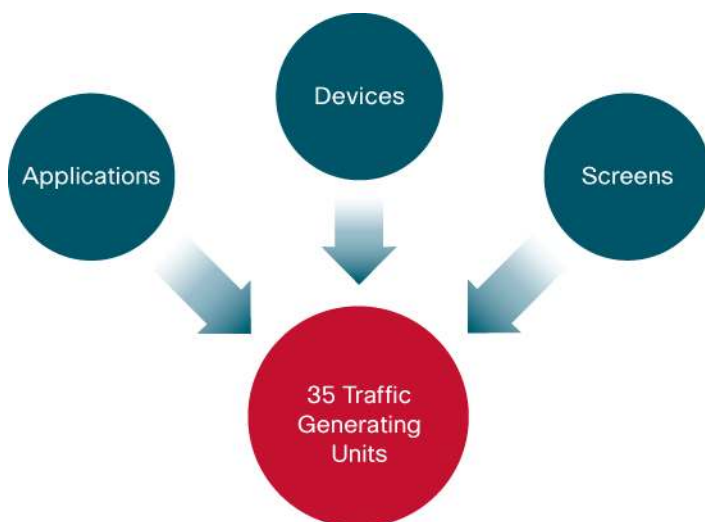 Devices
Applications
Screens
35 Traffic
Generating
Units